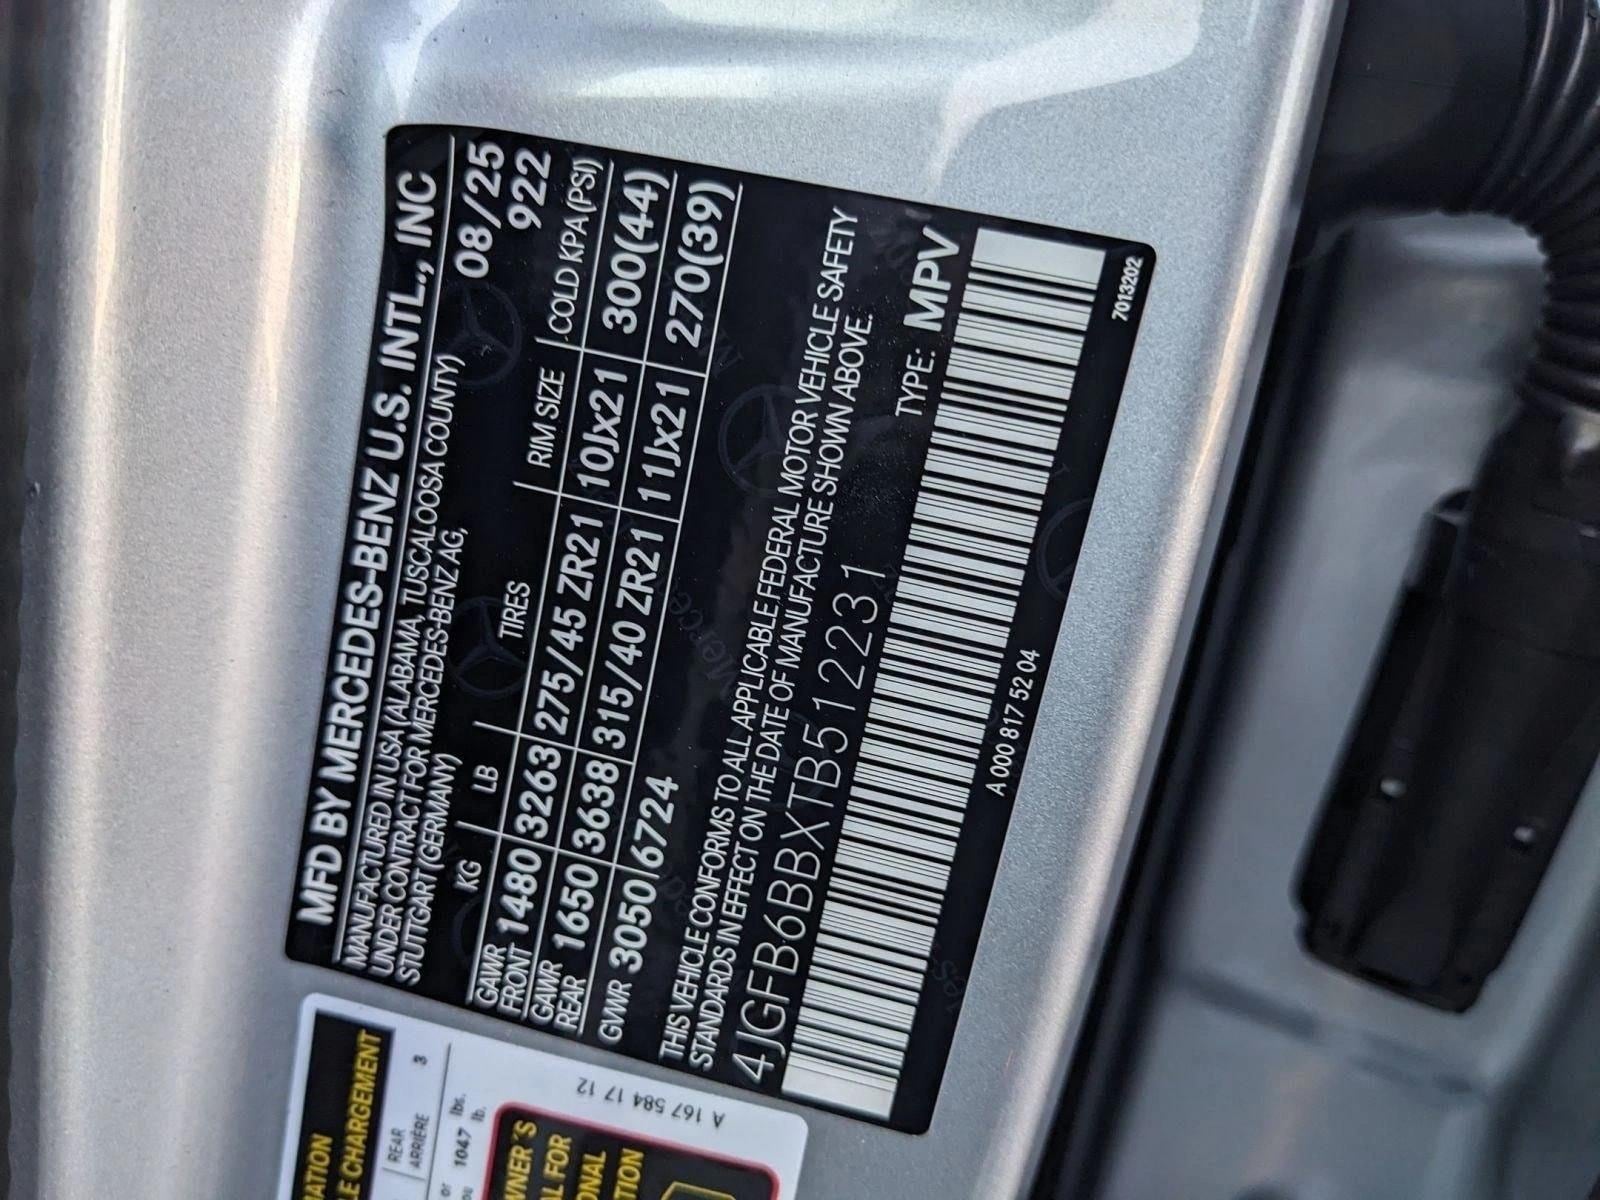 MFD BY MERCEDES-BENZ U.S. INTL., INC
MANUFACTURED IN USA (ALABAMA, TUSCALOOSA COUNTY) 08/25
UNDER CONTRACT FOR MERCEDES-BENZ AG, 922
STUTTGART (GERMANY)
KG LB TIRES RIM SIZE COLD KPA (PSI)
GAWR FRONT 1480 3263 275/45 ZR21 10Jx21 300(44)
GAWR REAR 1650 3638 315/40 ZR21 11Jx21 270(39)
GVWR 3050 6724
THIS VEHICLE CONFORMS TO ALL APPLICABLE FEDERAL MOTOR VEHICLE SAFETY
STANDARDS IN EFFECT ON THE DATE OF MANUFACTURE SHOWN ABOVE.
4JGFB6BBXTB512231 TYPE: MPV
A 000 817 52 04 7013202
E CHARGEMENT
REAR
ARRIÈRE 3
1047 lbs.
lb.
A 167 584 17 12